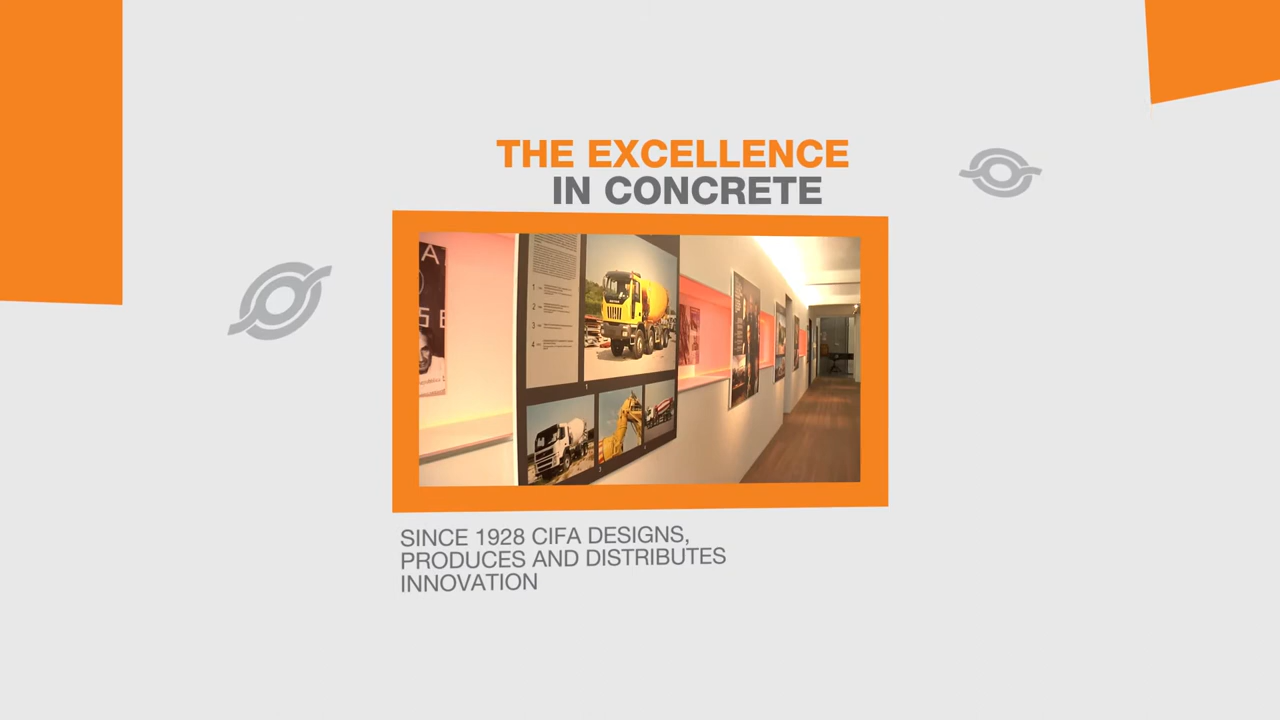 THE EXCELLENCE
IN CONCRETE
SINCE 1928 CIFA DESIGNS,
PRODUCES AND DISTRIBUTES
INNOVATION